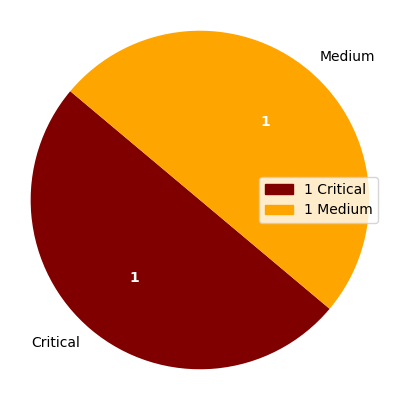 Medium
1
1 Critical
1 Medium
1
Critical